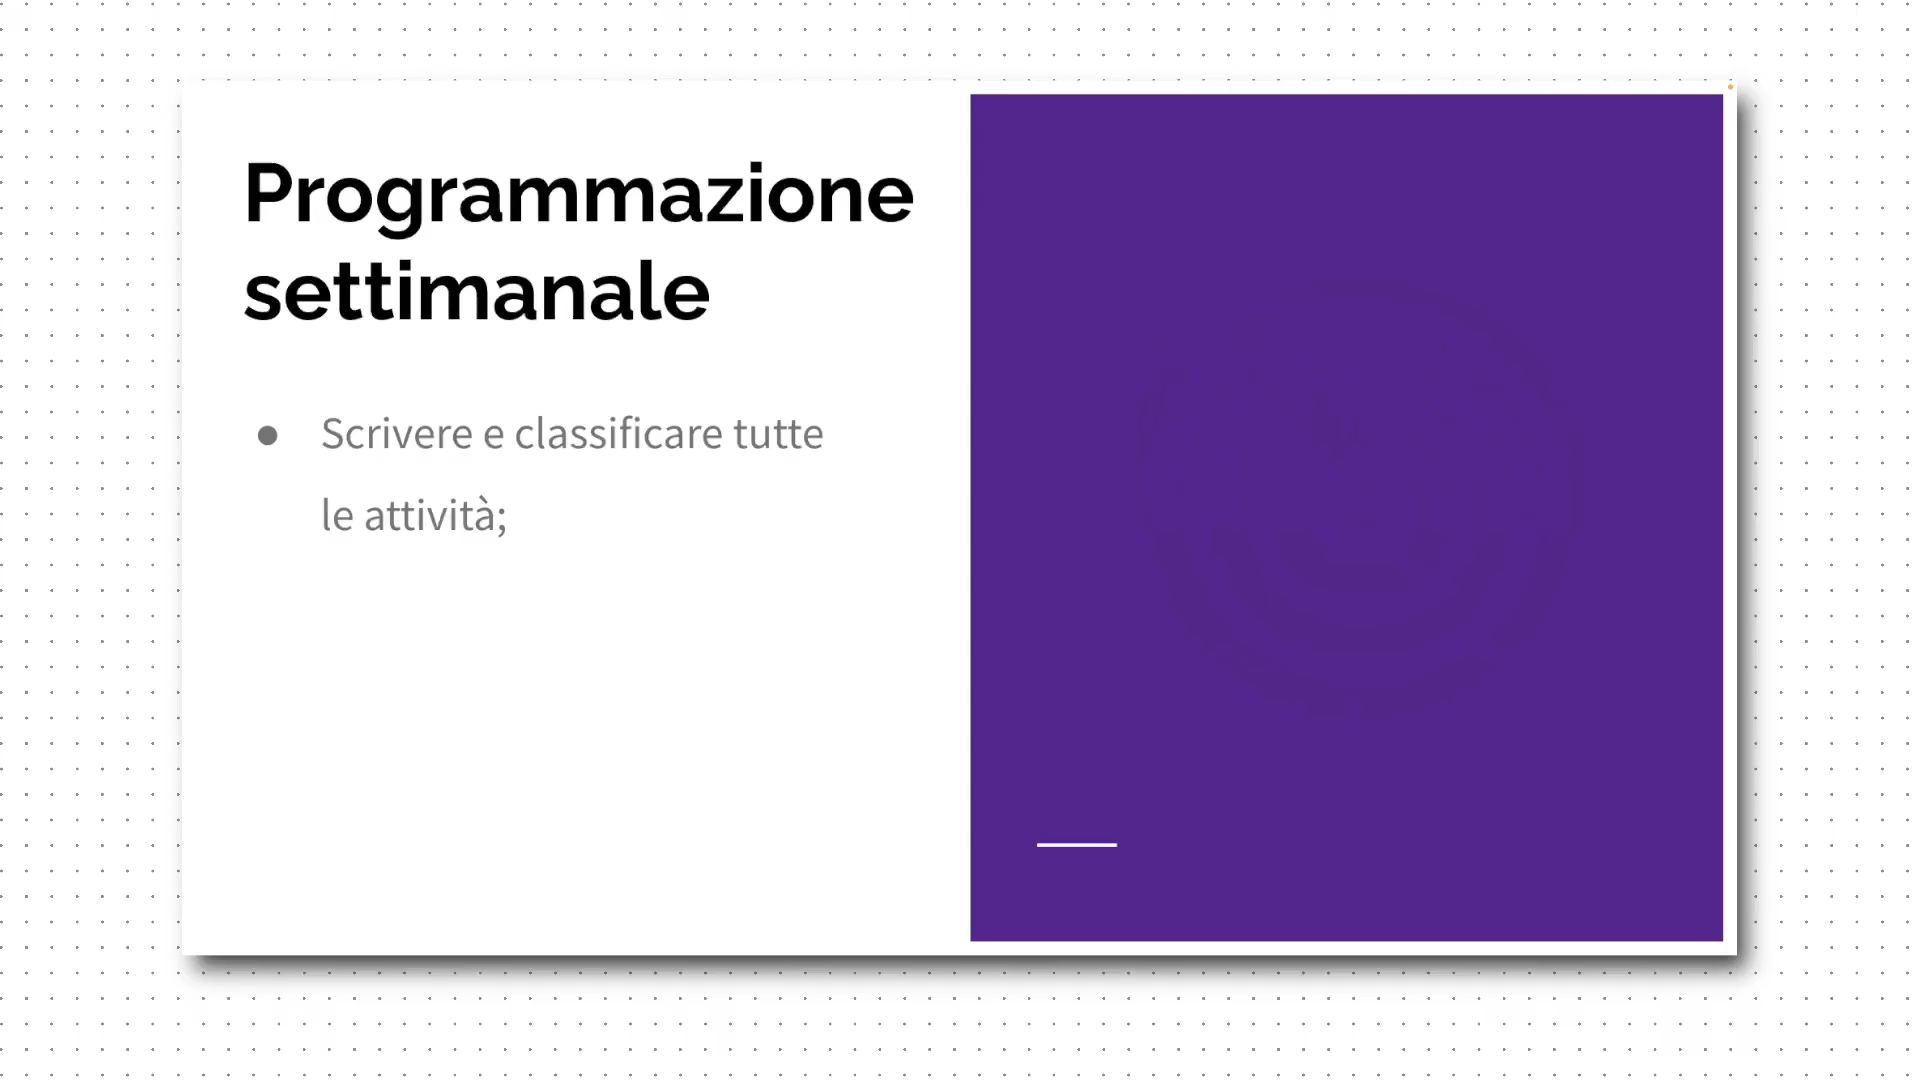 Programmazione
settimanale
● Scrivere e classificare tutte
le attività;